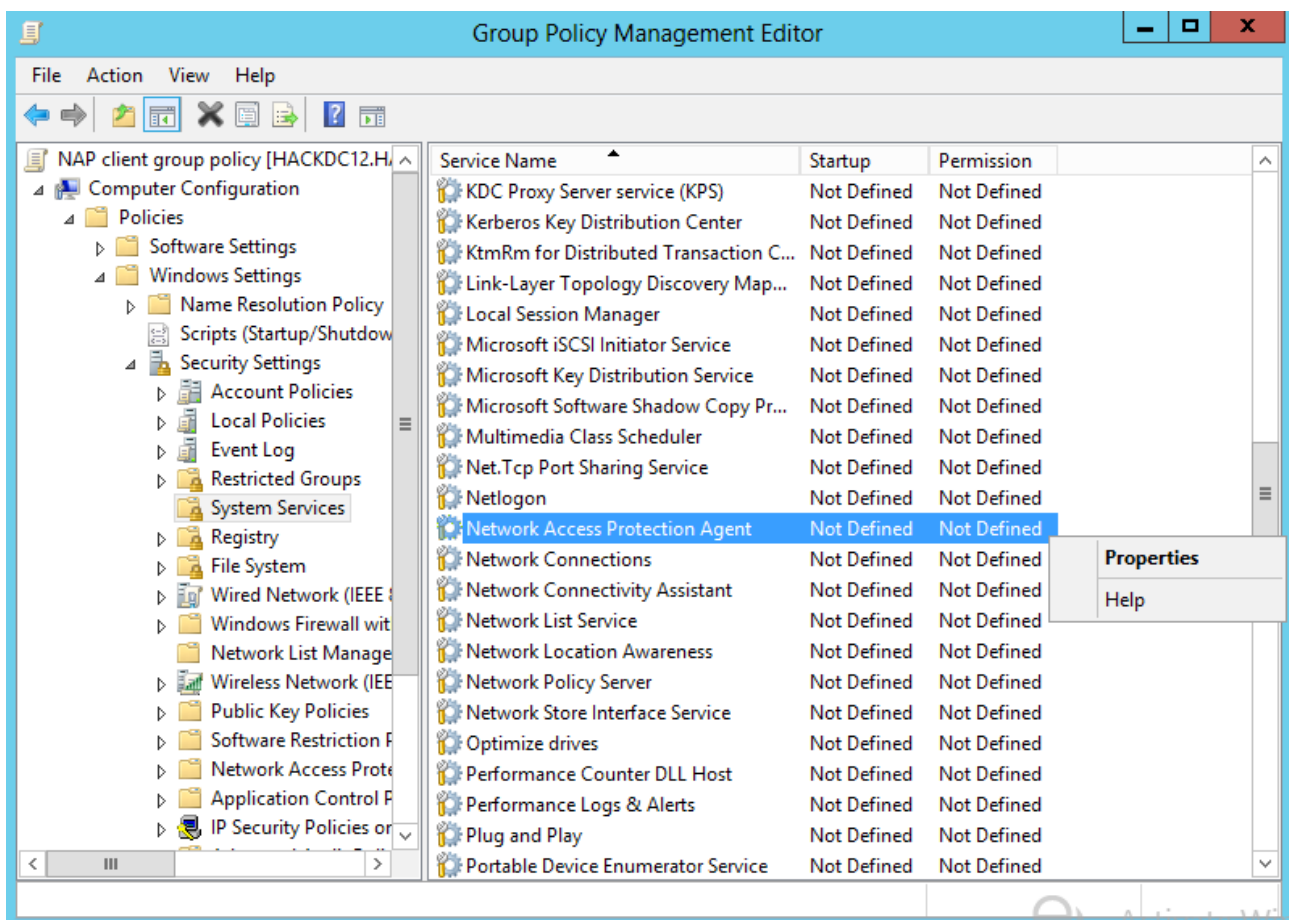 Group Policy Management Editor
File Action View Help
NAP client group policy [HACKDC12.H
Computer Configuration
Policies
Software Settings
Windows Settings
Name Resolution Policy
Scripts (Startup/Shutdow
Security Settings
Account Policies
Local Policies
Event Log
Restricted Groups
System Services
Registry
File System
Wired Network (IEEE
Windows Firewall wit
Network List Manage
Wireless Network (IEE
Public Key Policies
Software Restriction
Network Access Prote
Application Control
IP Security Policies or
Service Name Startup Permission
KDC Proxy Server service (KPS) Not Defined Not Defined
Kerberos Key Distribution Center Not Defined Not Defined
KtmRm for Distributed Transaction C... Not Defined Not Defined
Link-Layer Topology Discovery Map... Not Defined Not Defined
Local Session Manager Not Defined Not Defined
Microsoft iSCSI Initiator Service Not Defined Not Defined
Microsoft Key Distribution Service Not Defined Not Defined
Microsoft Software Shadow Copy Pr... Not Defined Not Defined
Multimedia Class Scheduler Not Defined Not Defined
Net.Tcp Port Sharing Service Not Defined Not Defined
Netlogon Not Defined Not Defined
Network Access Protection Agent Not Defined Not Defined
Network Connections Not Defined Not Defined
Network Connectivity Assistant Not Defined Not Defined
Network List Service Not Defined Not Defined
Network Location Awareness Not Defined Not Defined
Network Policy Server Not Defined Not Defined
Network Store Interface Service Not Defined Not Defined
Optimize drives Not Defined Not Defined
Performance Counter DLL Host Not Defined Not Defined
Performance Logs & Alerts Not Defined Not Defined
Plug and Play Not Defined Not Defined
Portable Device Enumerator Service Not Defined Not Defined
Properties
Help